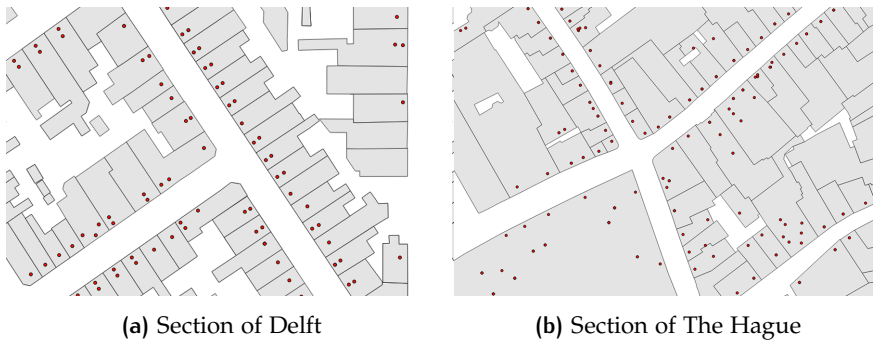 (a) Section of Delft
(b) Section of The Hague